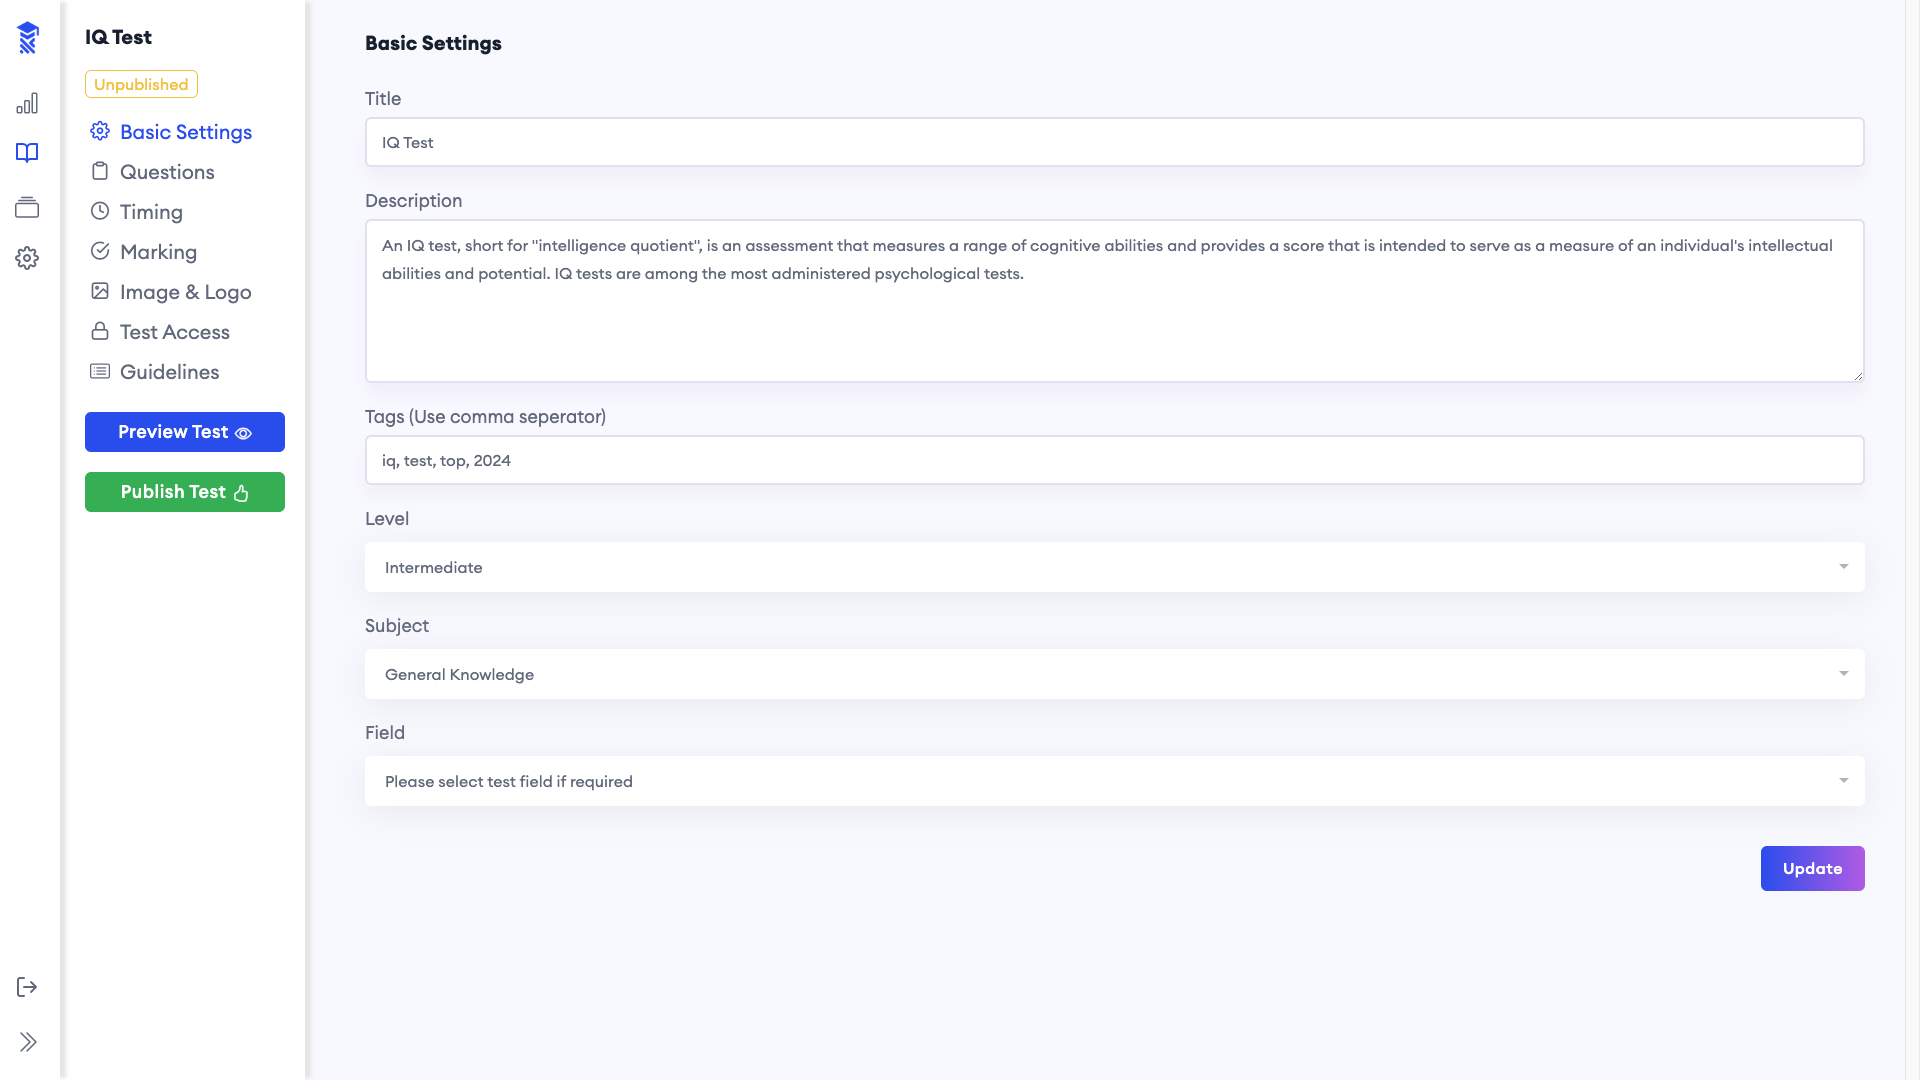 IQ Test
Unpublished
Basic Settings
Questions
Timing
Marking
Image & Logo
Test Access
Guidelines
Preview Test
Publish Test
Basic Settings
Title
IQ Test
Description
An IQ test, short for "intelligence quotient", is an assessment that measures a range of cognitive abilities and provides a score that is intended to serve as a measure of an individual's intellectual
abilities and potential. IQ tests are among the most administered psychological tests.
Tags (Use comma seperator)
iq, test, top, 2024
Level
Intermediate
Subject
General Knowledge
Field
Please select test field if required
Update